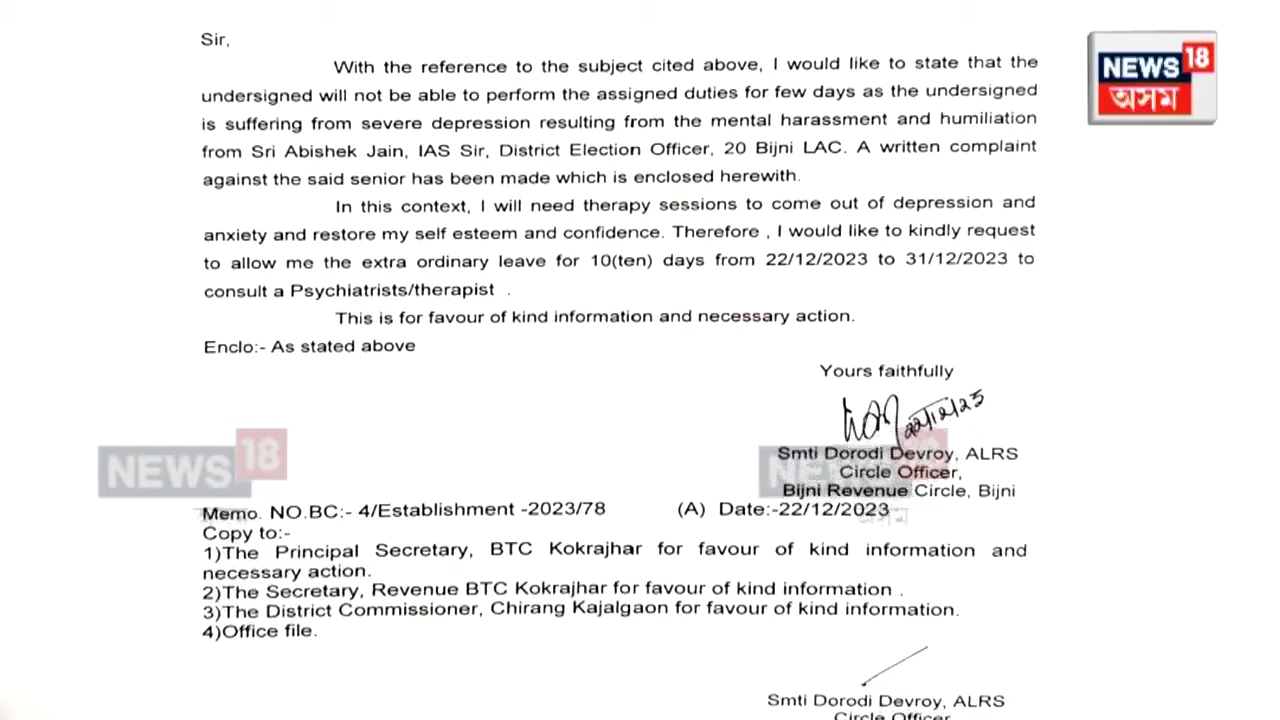 Sir,
NEWS 18
অসম
With the reference to the subject cited above, I would like to state that the
undersigned will not be able to perform the assigned duties for few days as the undersigned
is suffering from severe depression resulting from the mental harassment and humiliation
from Sri Abishek Jain, IAS Sir, District Election Officer, 20 Bijni LAC. A written complaint
against the said senior has been made which is enclosed herewith.
In this context, I will need therapy sessions to come out of depression and
anxiety and restore my self esteem and confidence. Therefore , I would like to kindly request
to allow me the extra ordinary leave for 10(ten) days from 22/12/2023 to 31/12/2023 to
consult a Psychiatrists/therapist .
This is for favour of kind information and necessary action.
Enclo:- As stated above
Yours faithfully
22/12/23
NEWS 18
Smti Dorodi Devroy, ALRS
Circle Officer,
Bijni Revenue Circle, Bijni
Memo. NO.BC:- 4/Establishment -2023/78 (A) Date:-22/12/2023
অসম
Copy to:-
1)The Principal Secretary, BTC Kokrajhar for favour of kind information and
necessary action.
2)The Secretary, Revenue BTC Kokrajhar for favour of kind information .
3)The District Commissioner, Chirang Kajalgaon for favour of kind information.
4)Office file.
Smti Dorodi Devroy, ALRS
Circle Officer